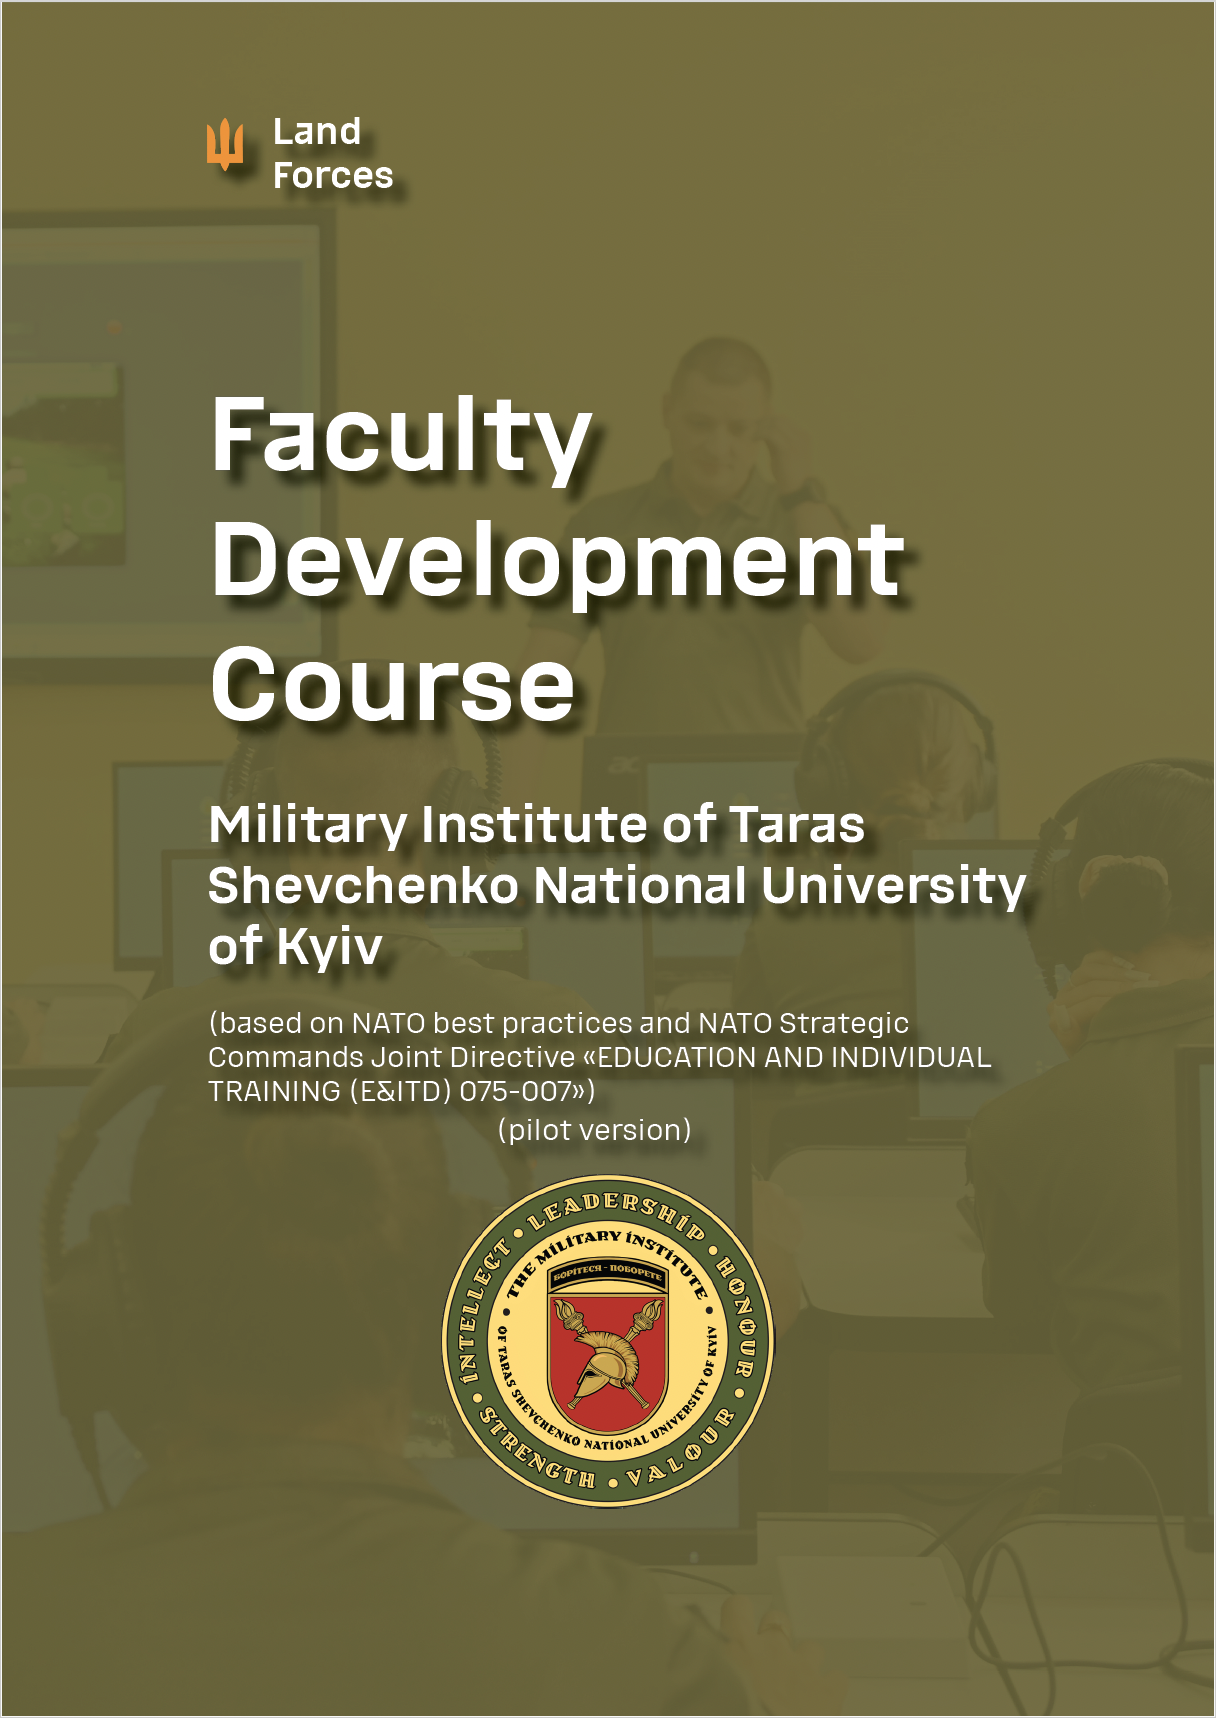 Land
Forces
Faculty
Development
Course
Military Institute of Taras
Shevchenko National University
of Kyiv
(based on NATO best practices and NATO Strategic
Commands Joint Directive «EDUCATION AND INDIVIDUAL
TRAINING (E&ITD) 075-007»)
(pilot version)
INTELLECT • LEADERSHIP • HONOUR • VALOUR • STRENGTH •
• THE MILITARY INSTITUTE •
OF TARAS SHEVCHENKO NATIONAL UNIVERSITY OF KYIV
БОРІТЕСЯ - ПОБОРЕТЕ